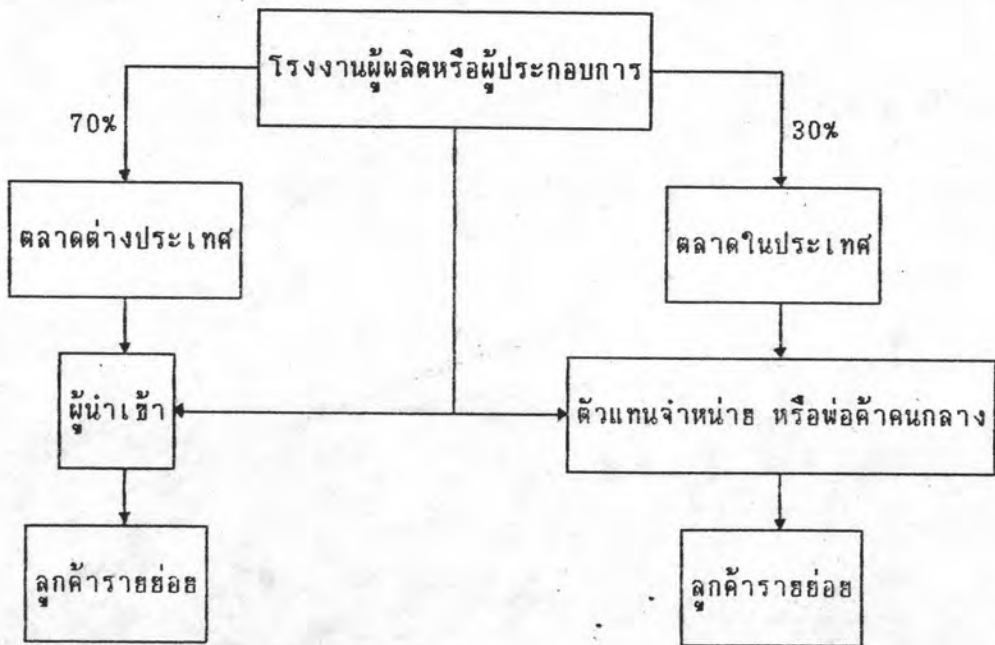 โรงงานผู้ผลิตหรือผู้ประกอบการ
70%
30%
ตลาดต่างประเทศ
ตลาดในประเทศ
ผู้นำเข้า
ตัวแทนจำหน่าย หรือพ่อค้าคนกลาง
ลูกค้ารายย่อย
ลูกค้ารายย่อย